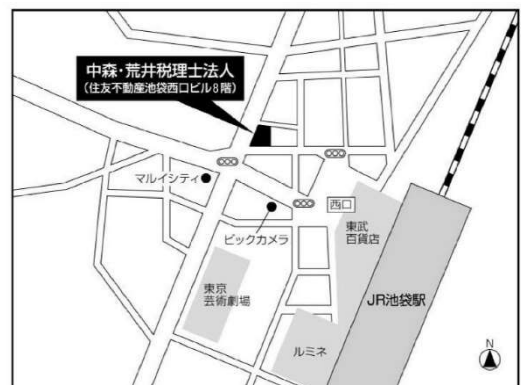 中森・荒井税理士法人
(住友不動産池袋西口ビル8階)
マルイシティ
西口
ビックカメラ
東武
百貨店
東京
芸術劇場
JR池袋駅
ルミネ
N